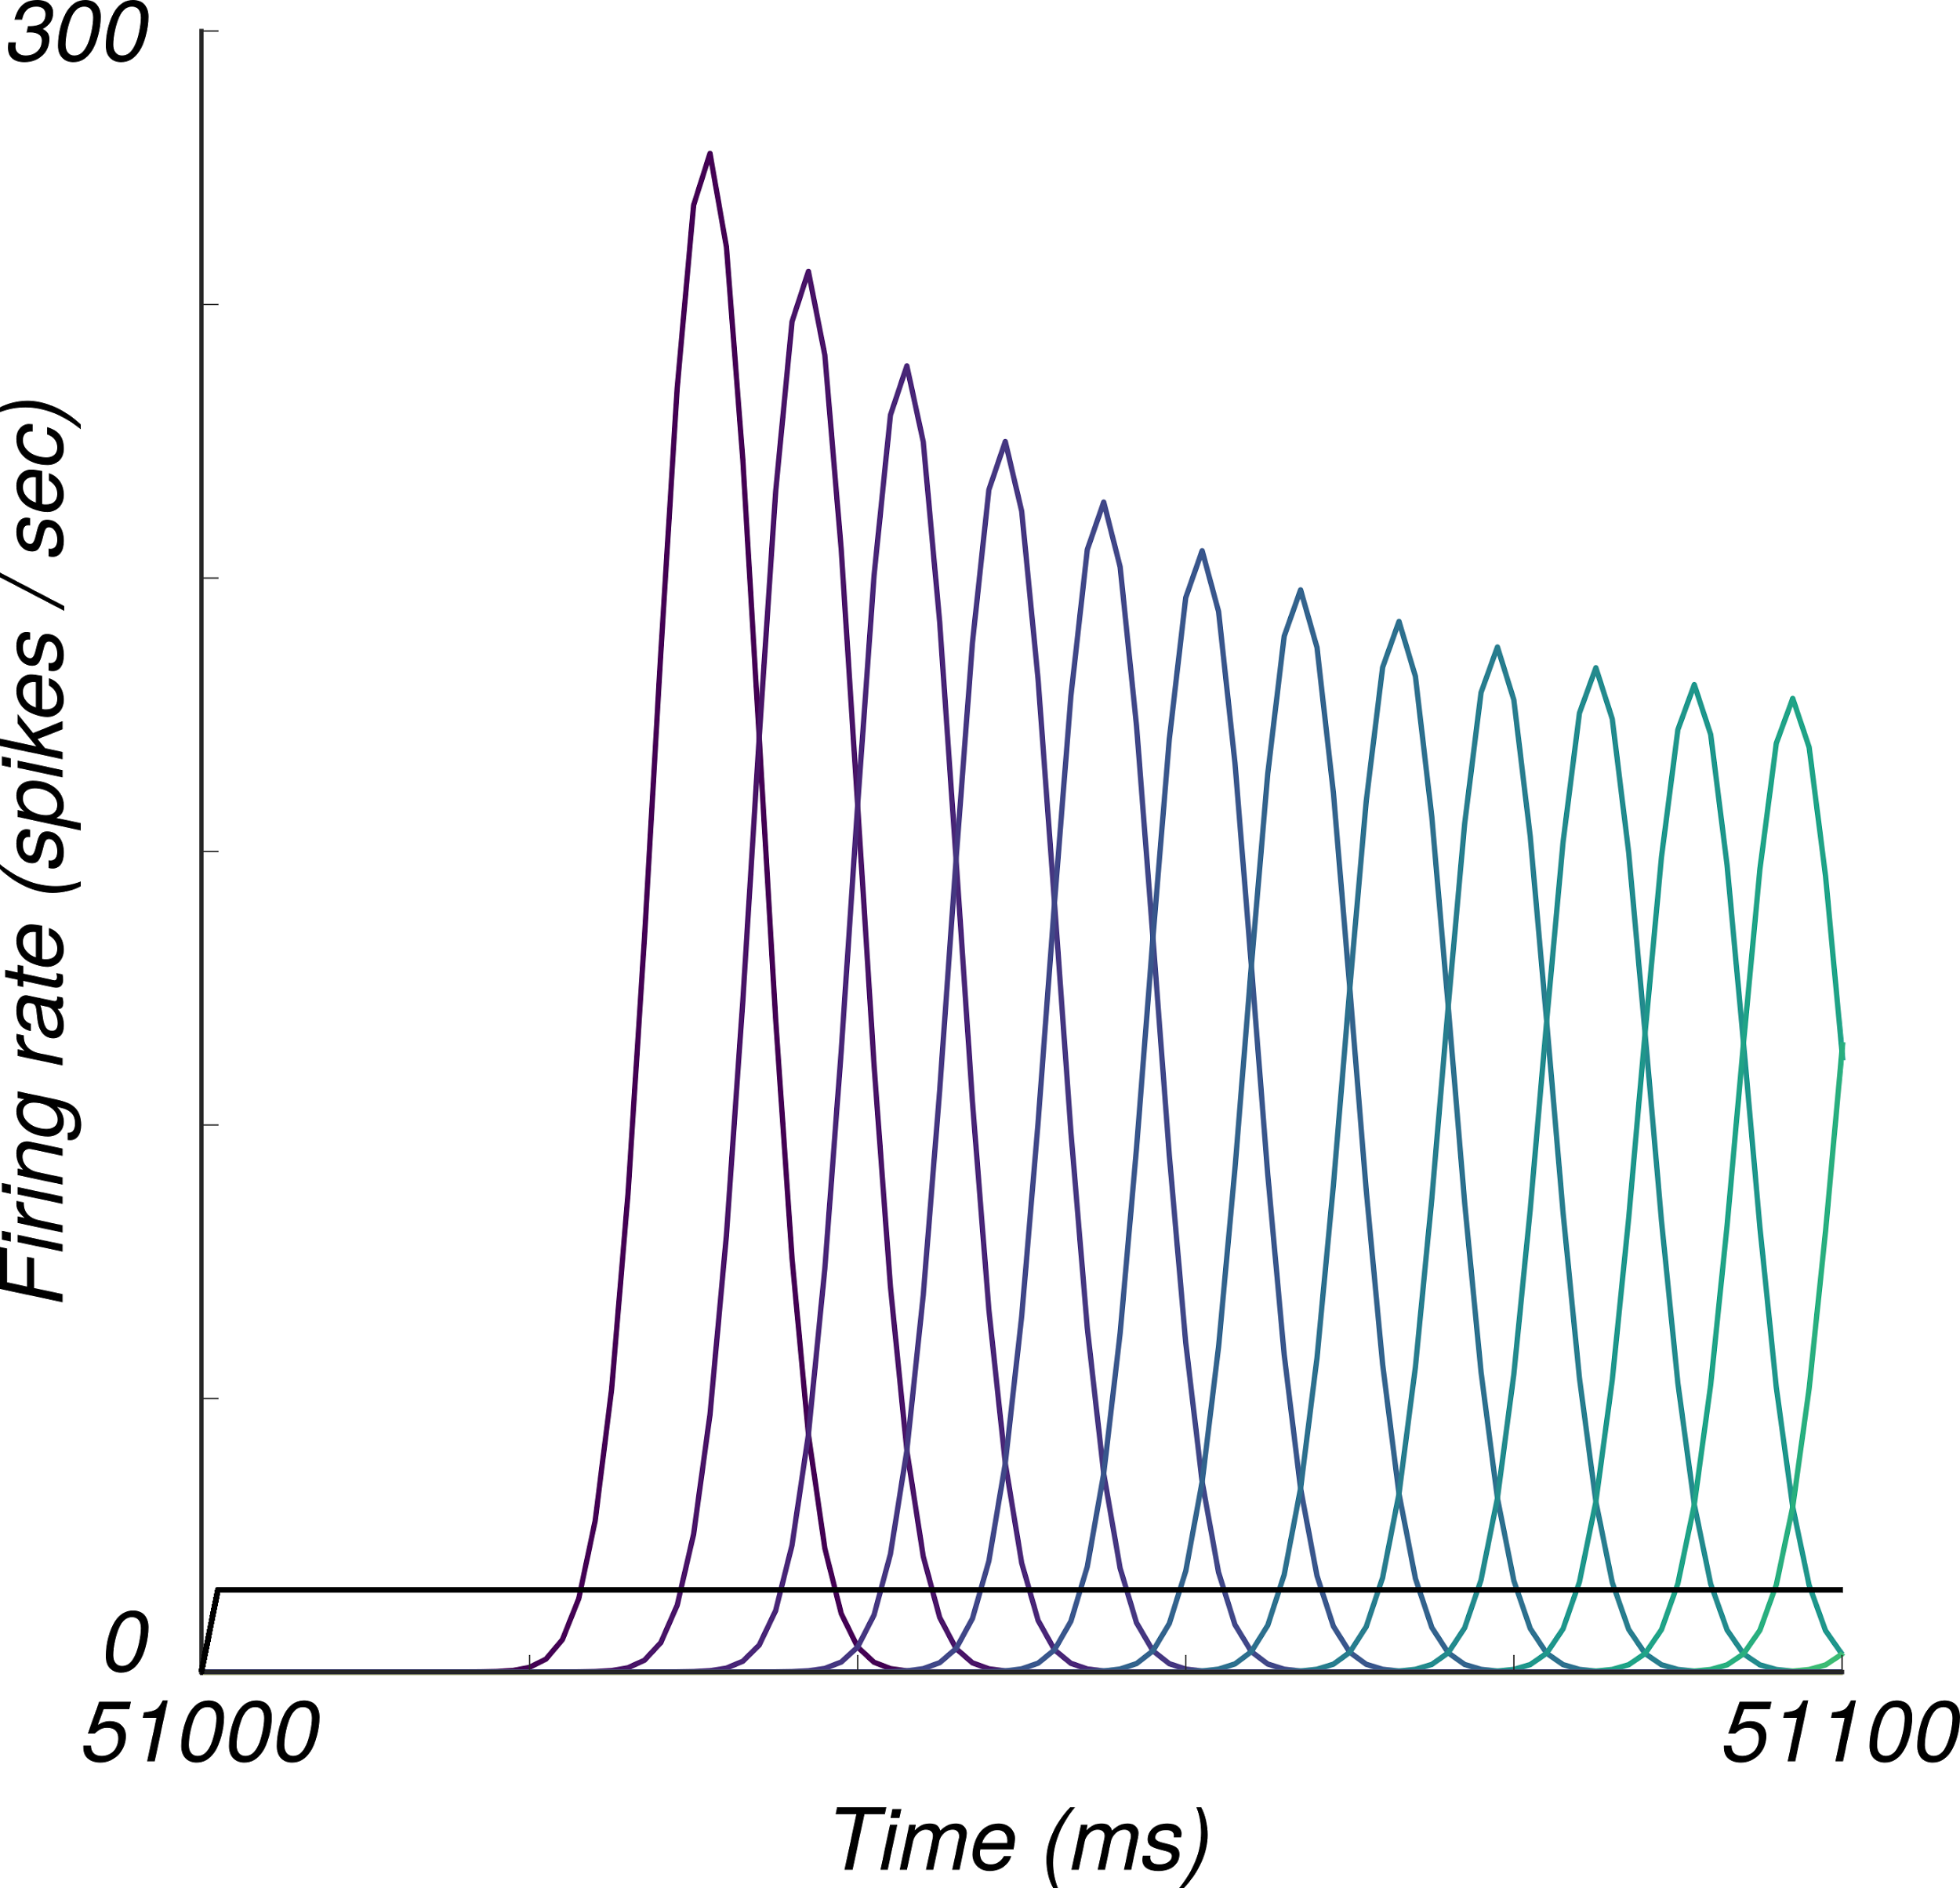 300
Firing rate (spikes / sec)
0
51000
51100
Time (ms)